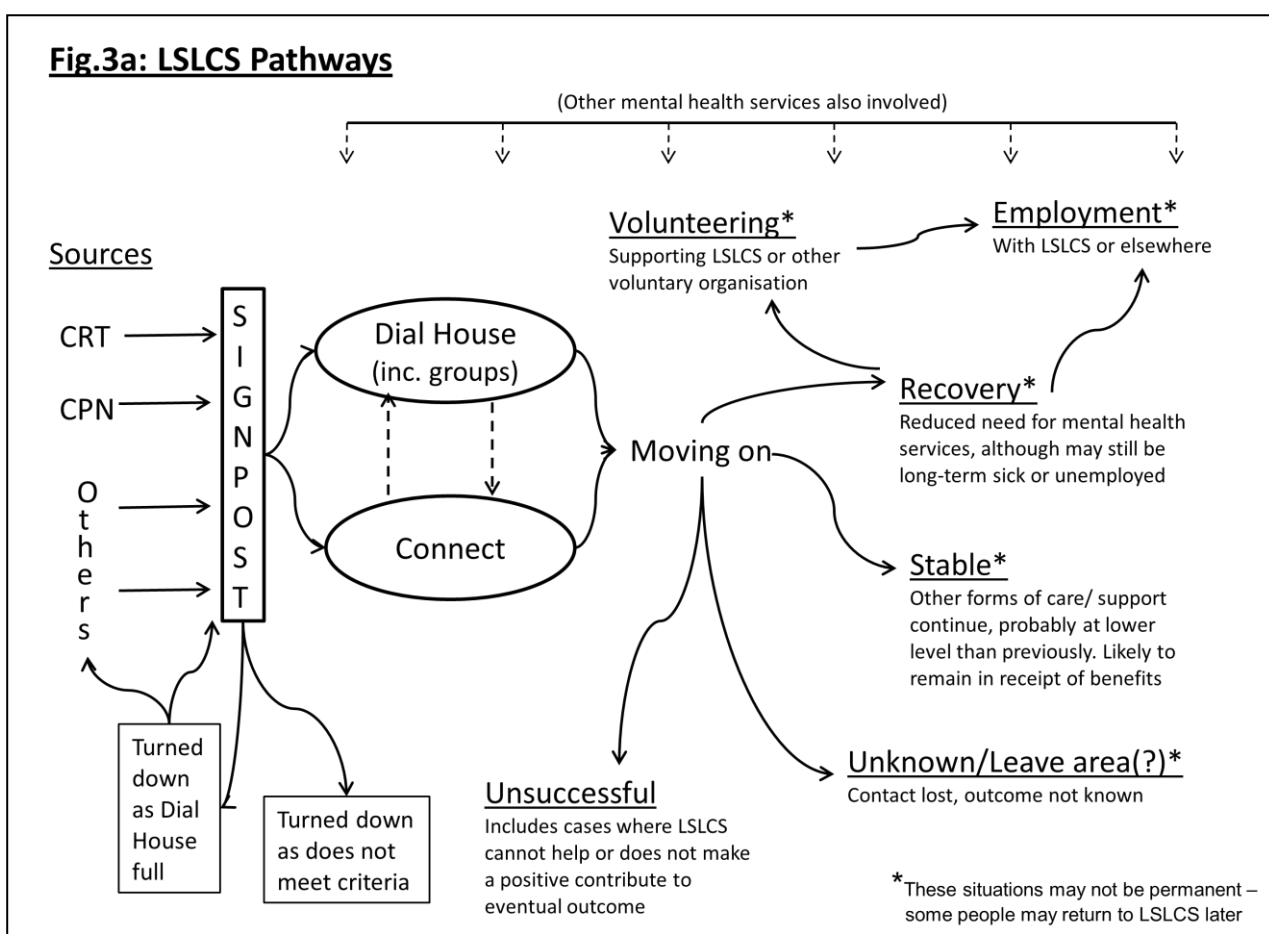 Fig.3a: LSLCS Pathways
(Other mental health services also involved)
Sources
CRT
CPN
Others
SIGNPOST
Dial House
(inc. groups)
Connect
Moving on
Volunteering*
Supporting LSLCS or other
voluntary organisation
Employment*
With LSLCS or elsewhere
Recovery*
Reduced need for mental health
services, although may still be
long-term sick or unemployed
Stable*
Other forms of care/ support
continue, probably at lower
level than previously. Likely to
remain in receipt of benefits
Unknown/Leave area(?)*
Contact lost, outcome not known
Unsuccessful
Includes cases where LSLCS
cannot help or does not make
a positive contribute to
eventual outcome
Turned
down
as Dial
House
full
Turned down
as does not
meet criteria
*These situations may not be permanent –
some people may return to LSLCS later